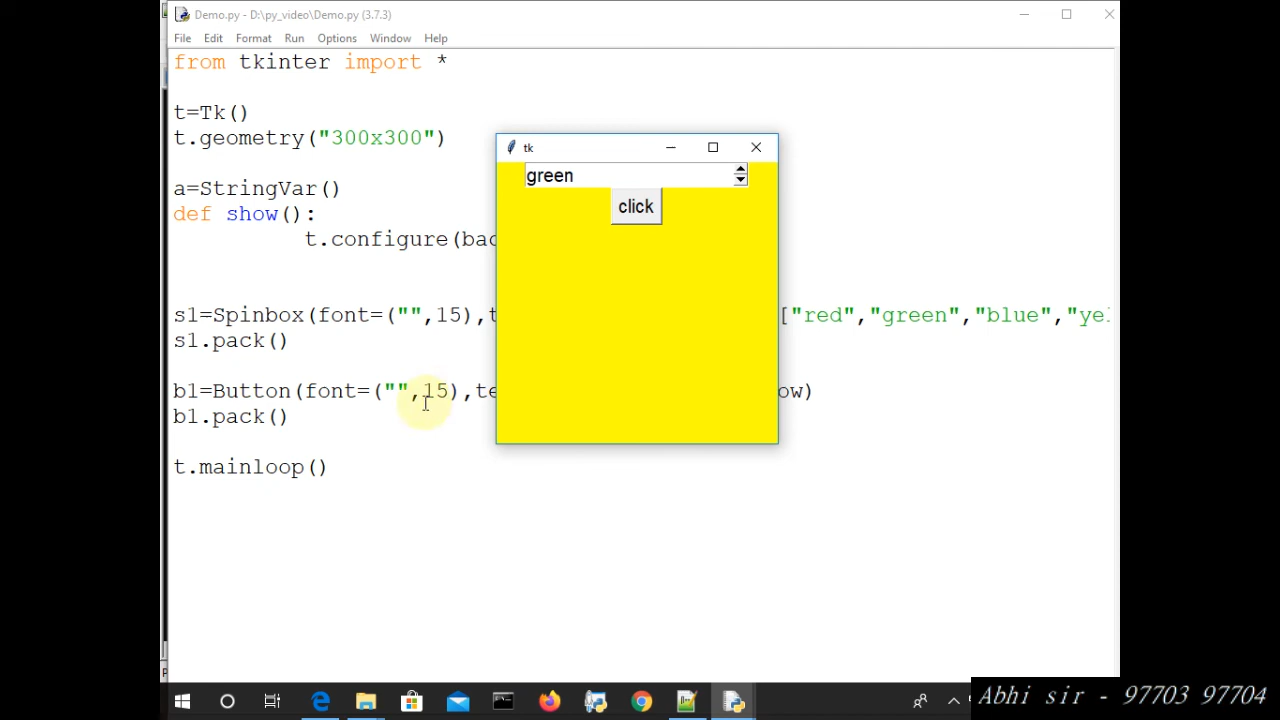 Demo.py - D:\py_video\Demo.py (3.7.3)
File Edit Format Run Options Window Help
from tkinter import *
t=Tk()
t.geometry("300x300")
tk
green
click
a=StringVar()
def show():
t.configure(bac
s1=Spinbox(font=("",15),t ["red","green","blue","yel
s1.pack()
b1=Button(font=("",15),te ow)
b1.pack()
t.mainloop()
Abhi sir - 97703 97704